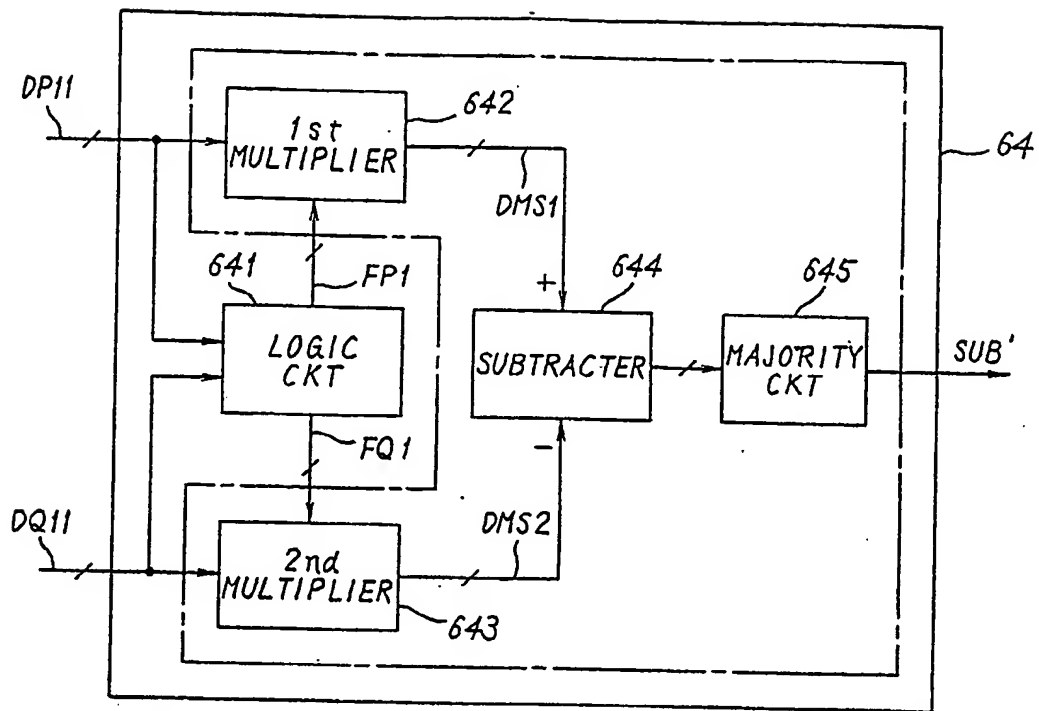 DP11
1st
MULTIPLIER
642
64
DMS1
641
FP1
+
644
645
LOGIC
CKT
SUBTRACTER
MAJORITY
CKT
SUB'
FQ1
-
DQ11
2nd
MULTIPLIER
DMS2
643